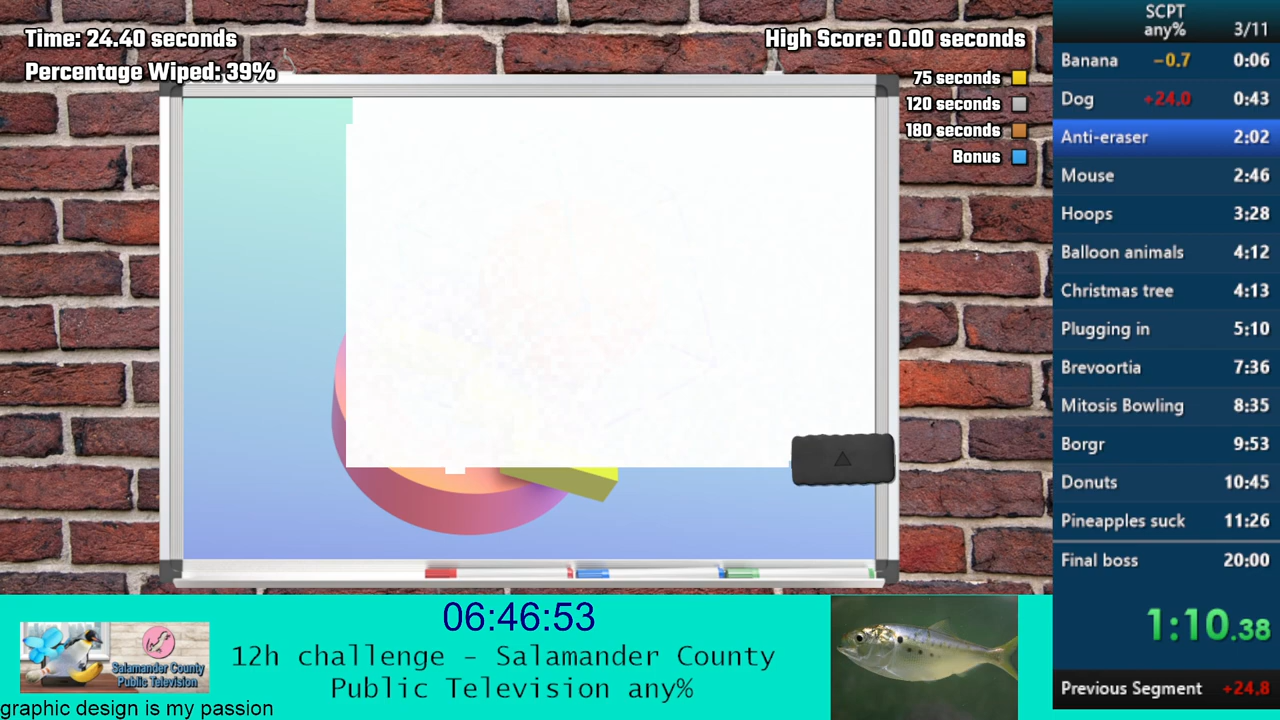 Time: 24.40 seconds
Percentage Wiped: 39%
High Score: 0.00 seconds
75 seconds
120 seconds
180 seconds
Bonus
SCPT
any% 3/11
Banana −0.7 0:06
Dog +24.0 0:43
Anti-eraser 2:02
Mouse 2:46
Hoops 3:28
Balloon animals 4:12
Christmas tree 4:13
Plugging in 5:10
Brevoortia 7:36
Mitosis Bowling 8:35
Borgr 9:53
Donuts 10:45
Pineapples suck 11:26
Final boss 20:00
1:10.38
Previous Segment +24.8
06:46:53
12h challenge - Salamander County
Public Television any%
Salamander County
Public Television
graphic design is my passion